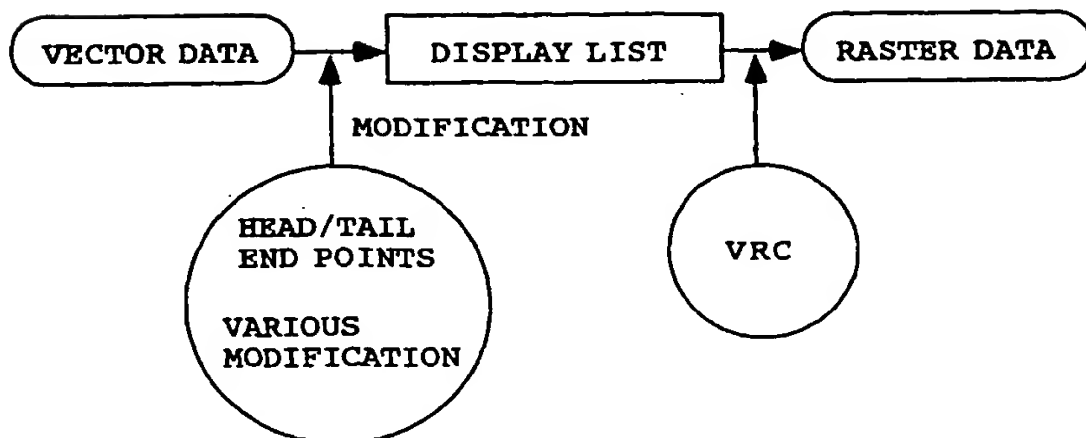 VECTOR DATA
DISPLAY LIST
RASTER DATA
MODIFICATION
HEAD/TAIL
END POINTS
VARIOUS
MODIFICATION
VRC